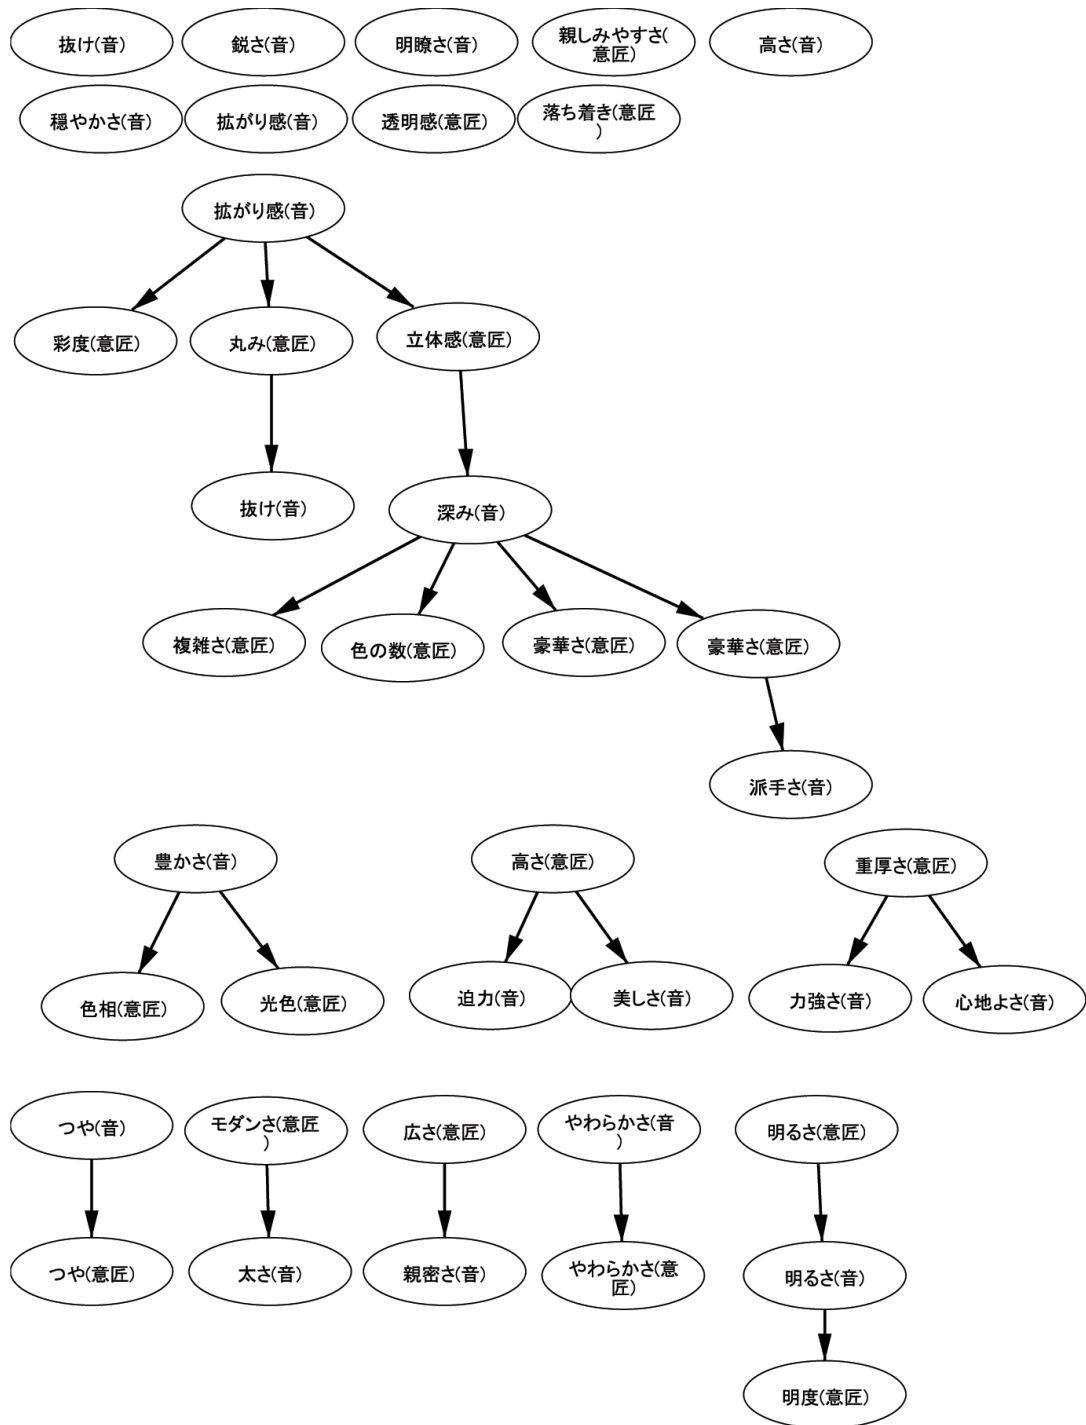 抜け(音)
鋭さ(音)
明瞭さ(音)
親しみやすさ(
意匠)
高さ(音)
穏やかさ(音)
拡がり感(音)
透明感(意匠)
落ち着き(意匠
)
拡がり感(音)
彩度(意匠)
丸み(意匠)
立体感(意匠)
抜け(音)
深み(音)
複雑さ(意匠)
色の数(意匠)
豪華さ(意匠)
豪華さ(意匠)
派手さ(音)
豊かさ(音)
高さ(意匠)
重厚さ(意匠)
色相(意匠)
光色(意匠)
迫力(音)
美しさ(音)
力強さ(音)
心地よさ(音)
つや(音)
モダンさ(意匠
)
広さ(意匠)
やわらかさ(音
)
明るさ(意匠)
つや(意匠)
太さ(音)
親密さ(音)
やわらかさ(意
匠)
明るさ(音)
明度(意匠)